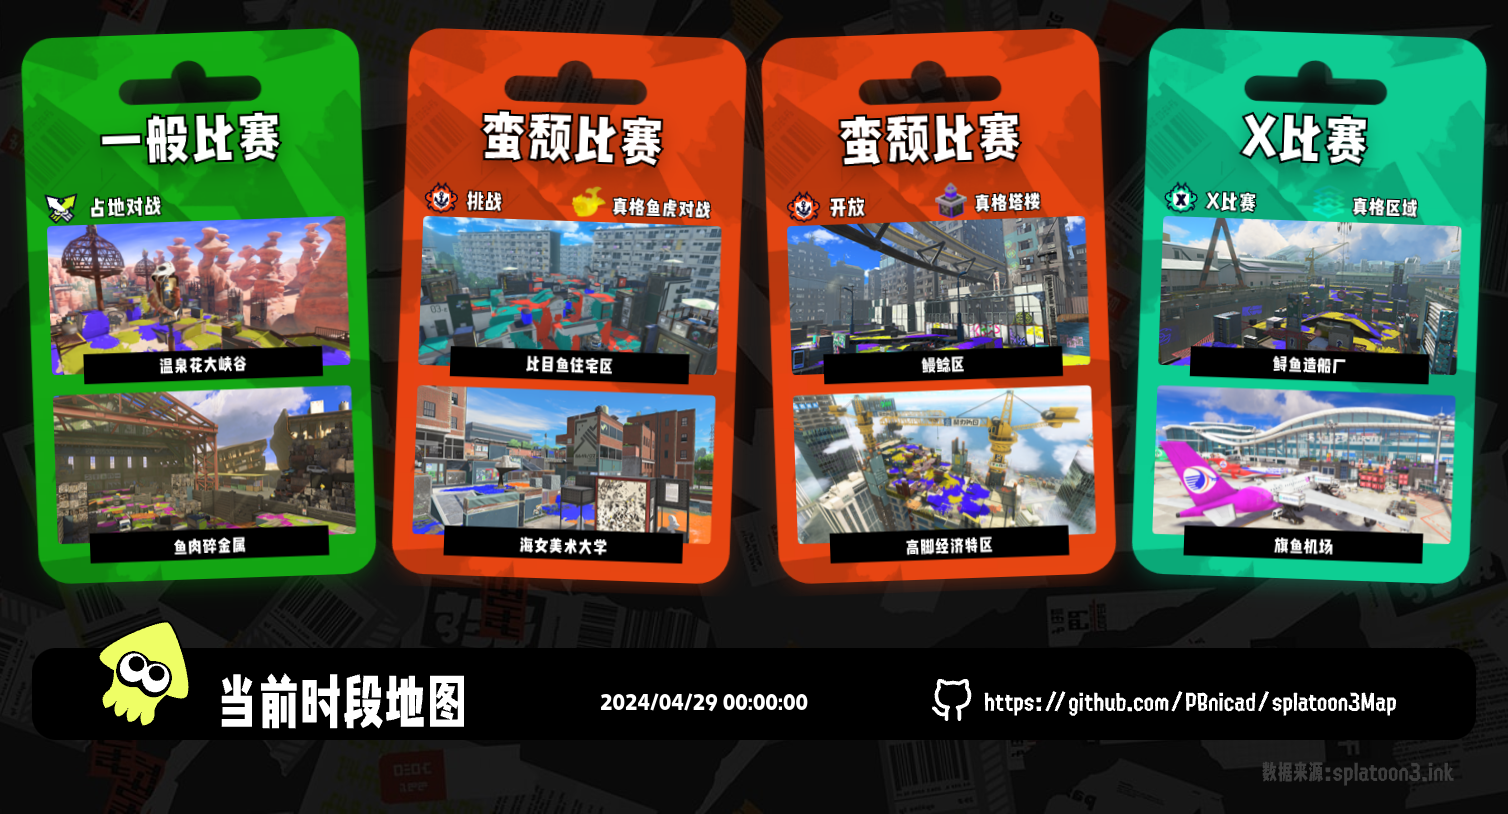 一般比赛
占地对战
温泉花大峡谷
鱼肉碎金属
蛮颓比赛
挑战
真格鱼虎对战
比目鱼住宅区
海女美术大学
蛮颓比赛
开放
真格塔楼
鳗鲶区
高脚经济特区
X比赛
X比赛
真格区域
鲟鱼造船厂
旗鱼机场
当前时段地图
2024/04/29 00:00:00
https://github.com/PBnicad/splatoon3Map
数据来源:splatoon3.ink